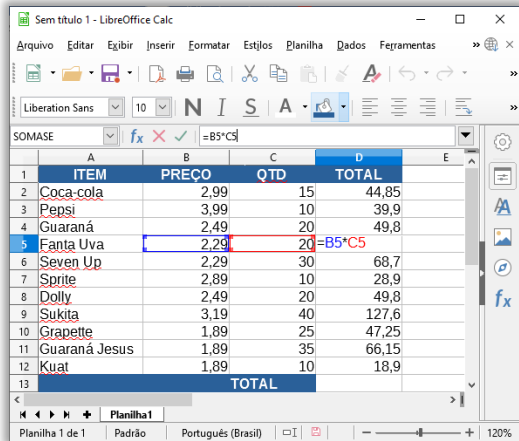 Sem título 1 - LibreOffice Calc
Arquivo Editar Exibir Inserir Formatar Estilos Planilha Dados Ferramentas »
Liberation Sans 10 N I S A »
SOMASE fx =B5*C5
A B C D E
1 ITEM PREÇO QTD TOTAL
2 Coca-cola 2,99 15 44,85
3 Pepsi 3,99 10 39,9
4 Guaraná 2,49 20 49,8
5 Fanta Uva 2,29 20 =B5*C5
6 Seven Up 2,29 30 68,7
7 Sprite 2,89 10 28,9
8 Dolly 2,49 20 49,8
9 Sukita 3,19 40 127,6
10 Grapette 1,89 25 47,25
11 Guaraná Jesus 1,89 35 66,15
12 Kuat 1,89 10 18,9
13 TOTAL
Planilha1
Planilha 1 de 1 Padrão Português (Brasil) 120%